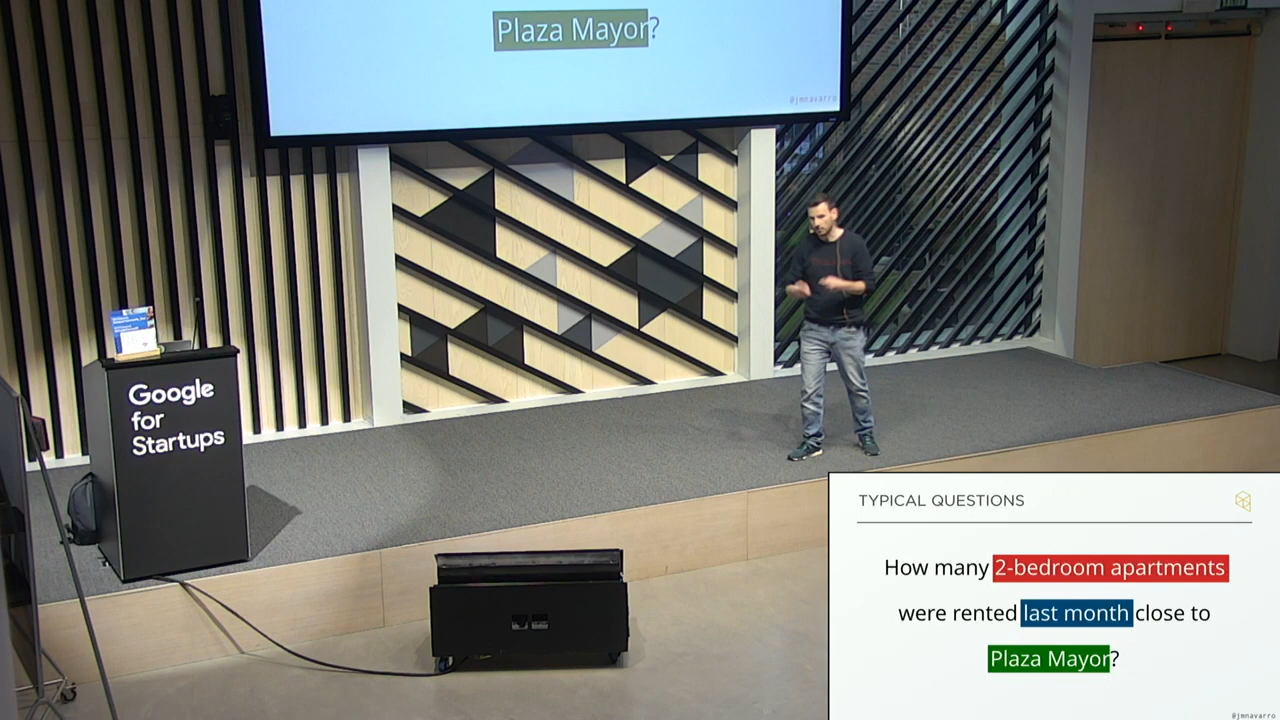 Plaza Mayor?
@jmnavarro
Google
for
Startups
TYPICAL QUESTIONS
How many 2-bedroom apartments
were rented last month close to
Plaza Mayor?
@jmnavarro